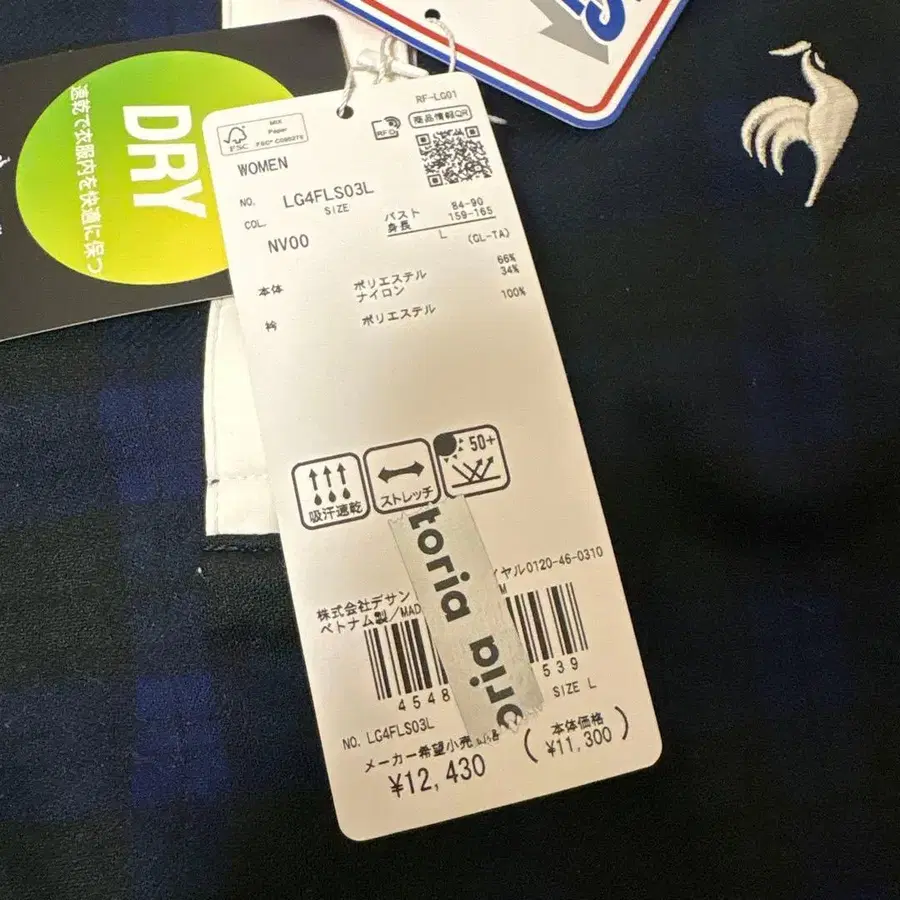 DRY
速乾で衣服内を快適に保つ
RF-LG01
FSC
MIX
Paper
RFID
商品情報QR
WOMEN
NO. LG4FLS03L
SIZE
COL. NV00
バスト 84-90
身長 159-165
L (GL-TA)
本体 ポリエステル 66%
ナイロン 34%
衿 ポリエステル 100%
吸汗速乾
ストレッチ
50+
toria
oria
イヤル0120-46-0310
株式会社デサン
ベトナム製/MAD M
4548 539
NO. LG4FLS03L SIZE L
メーカー希望小売 (本体価格
¥12,430 ¥11,300)